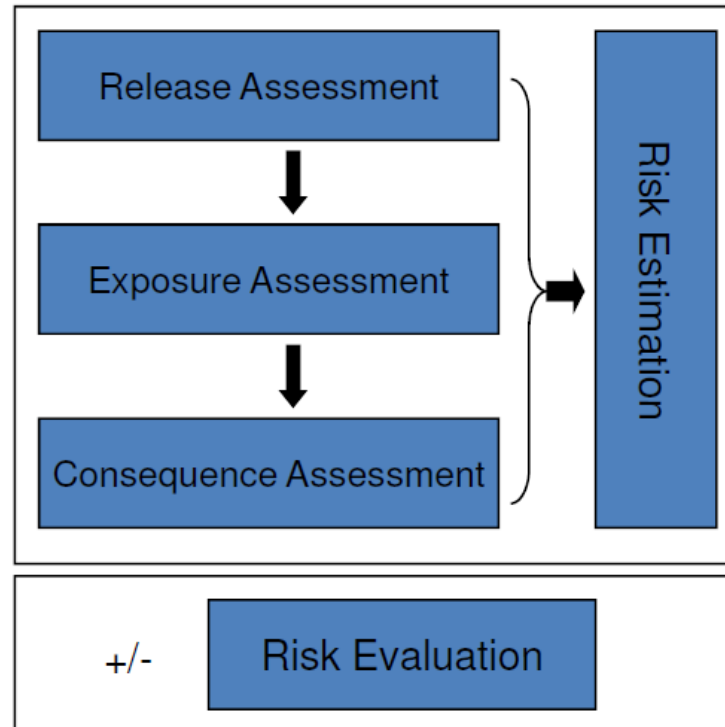 Release Assessment
Exposure Assessment
Consequence Assessment
Risk Estimation
+/-
Risk Evaluation